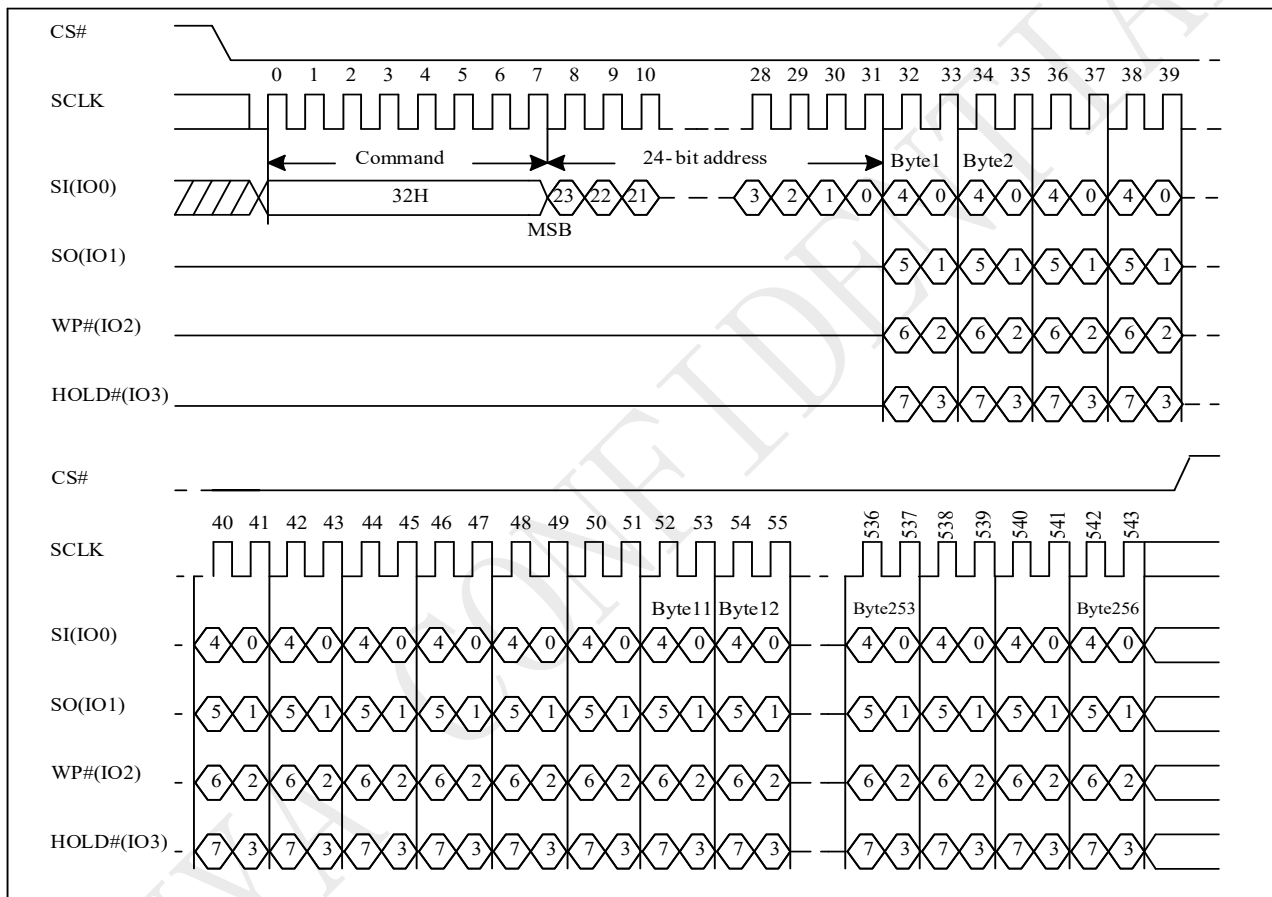 CS#
0 1 2 3 4 5 6 7 8 9 10 28 29 30 31 32 33 34 35 36 37 38 39
SCLK
Command 24-bit address Byte1 Byte2
SI(IO0) 32H 23 22 21 3 2 1 0 4 0 4 0 4 0 4 0
MSB
SO(IO1) 5 1 5 1 5 1 5 1
WP#(IO2) 6 2 6 2 6 2 6 2
HOLD#(IO3) 7 3 7 3 7 3 7 3
CS#
40 41 42 43 44 45 46 47 48 49 50 51 52 53 54 55 536 537 538 539 540 541 542 543
SCLK
Byte11 Byte12 Byte253 Byte256
SI(IO0) 4 0 4 0 4 0 4 0 4 0 4 0 4 0 4 0 4 0 4 0 4 0 4 0
SO(IO1) 5 1 5 1 5 1 5 1 5 1 5 1 5 1 5 1 5 1 5 1 5 1 5 1
WP#(IO2) 6 2 6 2 6 2 6 2 6 2 6 2 6 2 6 2 6 2 6 2 6 2 6 2
HOLD#(IO3) 7 3 7 3 7 3 7 3 7 3 7 3 7 3 7 3 7 3 7 3 7 3 7 3